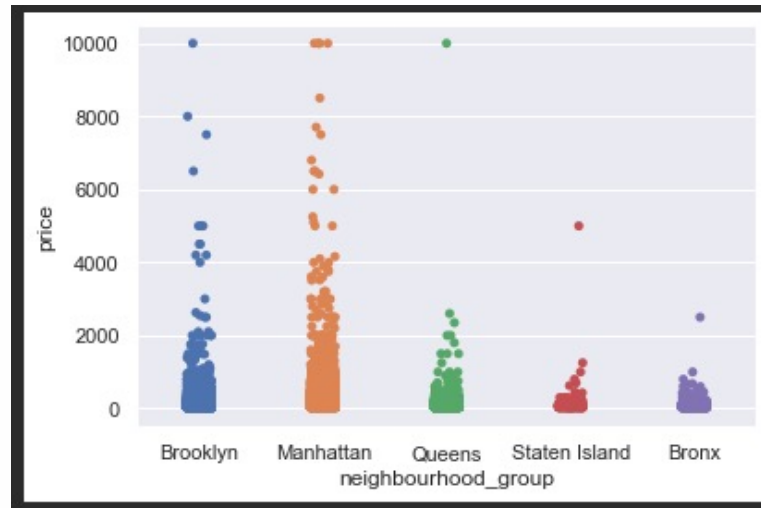 10000
8000
6000
4000
2000
0
price
Brooklyn Manhattan Queens Staten Island Bronx
neighbourhood_group